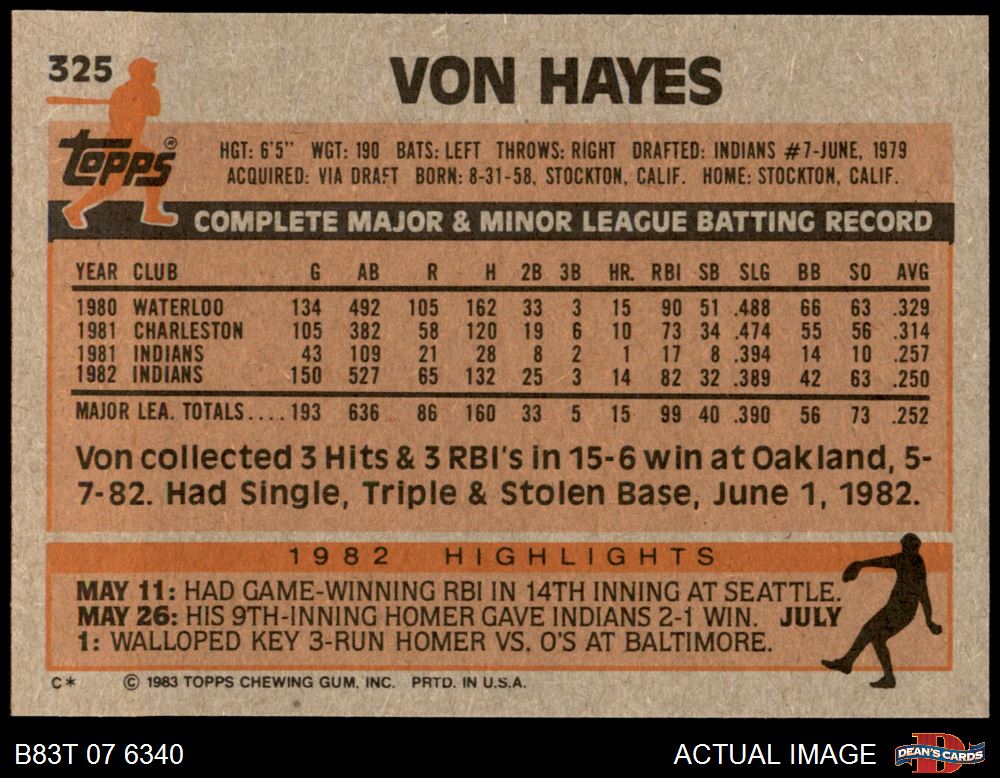 325
VON HAYES
Topps®
HGT: 6'5" WGT: 190 BATS: LEFT THROWS: RIGHT DRAFTED: INDIANS #7-JUNE, 1979
ACQUIRED: VIA DRAFT BORN: 8-31-58, STOCKTON, CALIF. HOME: STOCKTON, CALIF.
COMPLETE MAJOR & MINOR LEAGUE BATTING RECORD
YEAR CLUB G AB R H 2B 3B HR. RBI SB SLG BB SO AVG
1980 WATERLOO 134 492 105 162 33 3 15 90 51 .488 66 63 .329
1981 CHARLESTON 105 382 58 120 19 6 10 73 34 .474 55 56 .314
1981 INDIANS 43 109 21 28 8 2 1 17 8 .394 14 10 .257
1982 INDIANS 150 527 65 132 25 3 14 82 32 .389 42 63 .250
MAJOR LEA. TOTALS.... 193 636 86 160 33 5 15 99 40 .390 56 73 .252
Von collected 3 Hits & 3 RBI's in 15-6 win at Oakland, 5-
7-82. Had Single, Triple & Stolen Base, June 1, 1982.
1982 HIGHLIGHTS
MAY 11: HAD GAME-WINNING RBI IN 14TH INNING AT SEATTLE.
MAY 26: HIS 9TH-INNING HOMER GAVE INDIANS 2-1 WIN. JULY
1: WALLOPED KEY 3-RUN HOMER VS. O'S AT BALTIMORE.
C* © 1983 TOPPS CHEWING GUM, INC. PRTD. IN U.S.A.
B83T 07 6340 ACTUAL IMAGE D DEAN'S CARDS